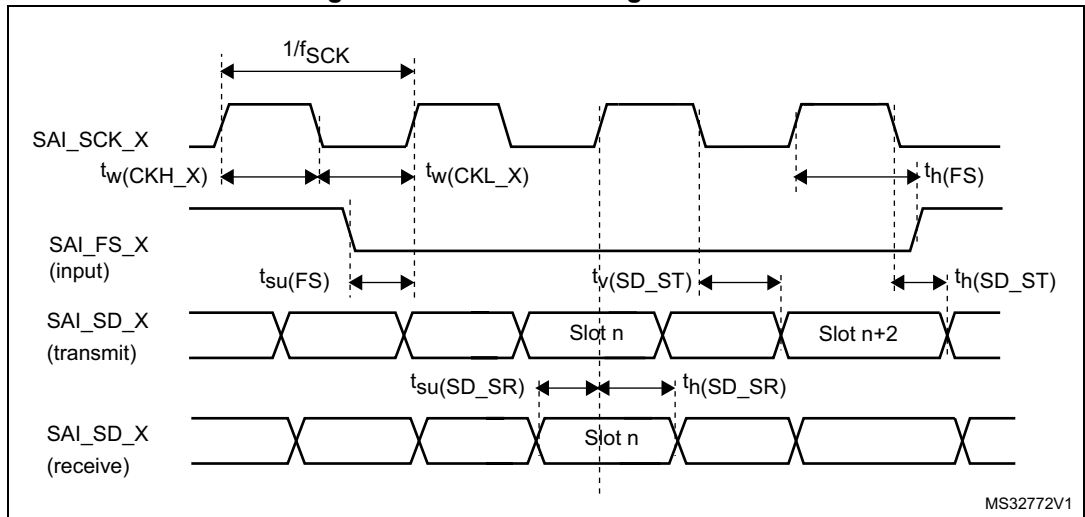 1/fSCK
SAI_SCK_X
tw(CKH_X)
tw(CKL_X)
th(FS)
SAI_FS_X
(input)
tsu(FS)
tv(SD_ST)
th(SD_ST)
SAI_SD_X
(transmit)
Slot n
Slot n+2
tsu(SD_SR)
th(SD_SR)
SAI_SD_X
(receive)
Slot n
MS32772V1